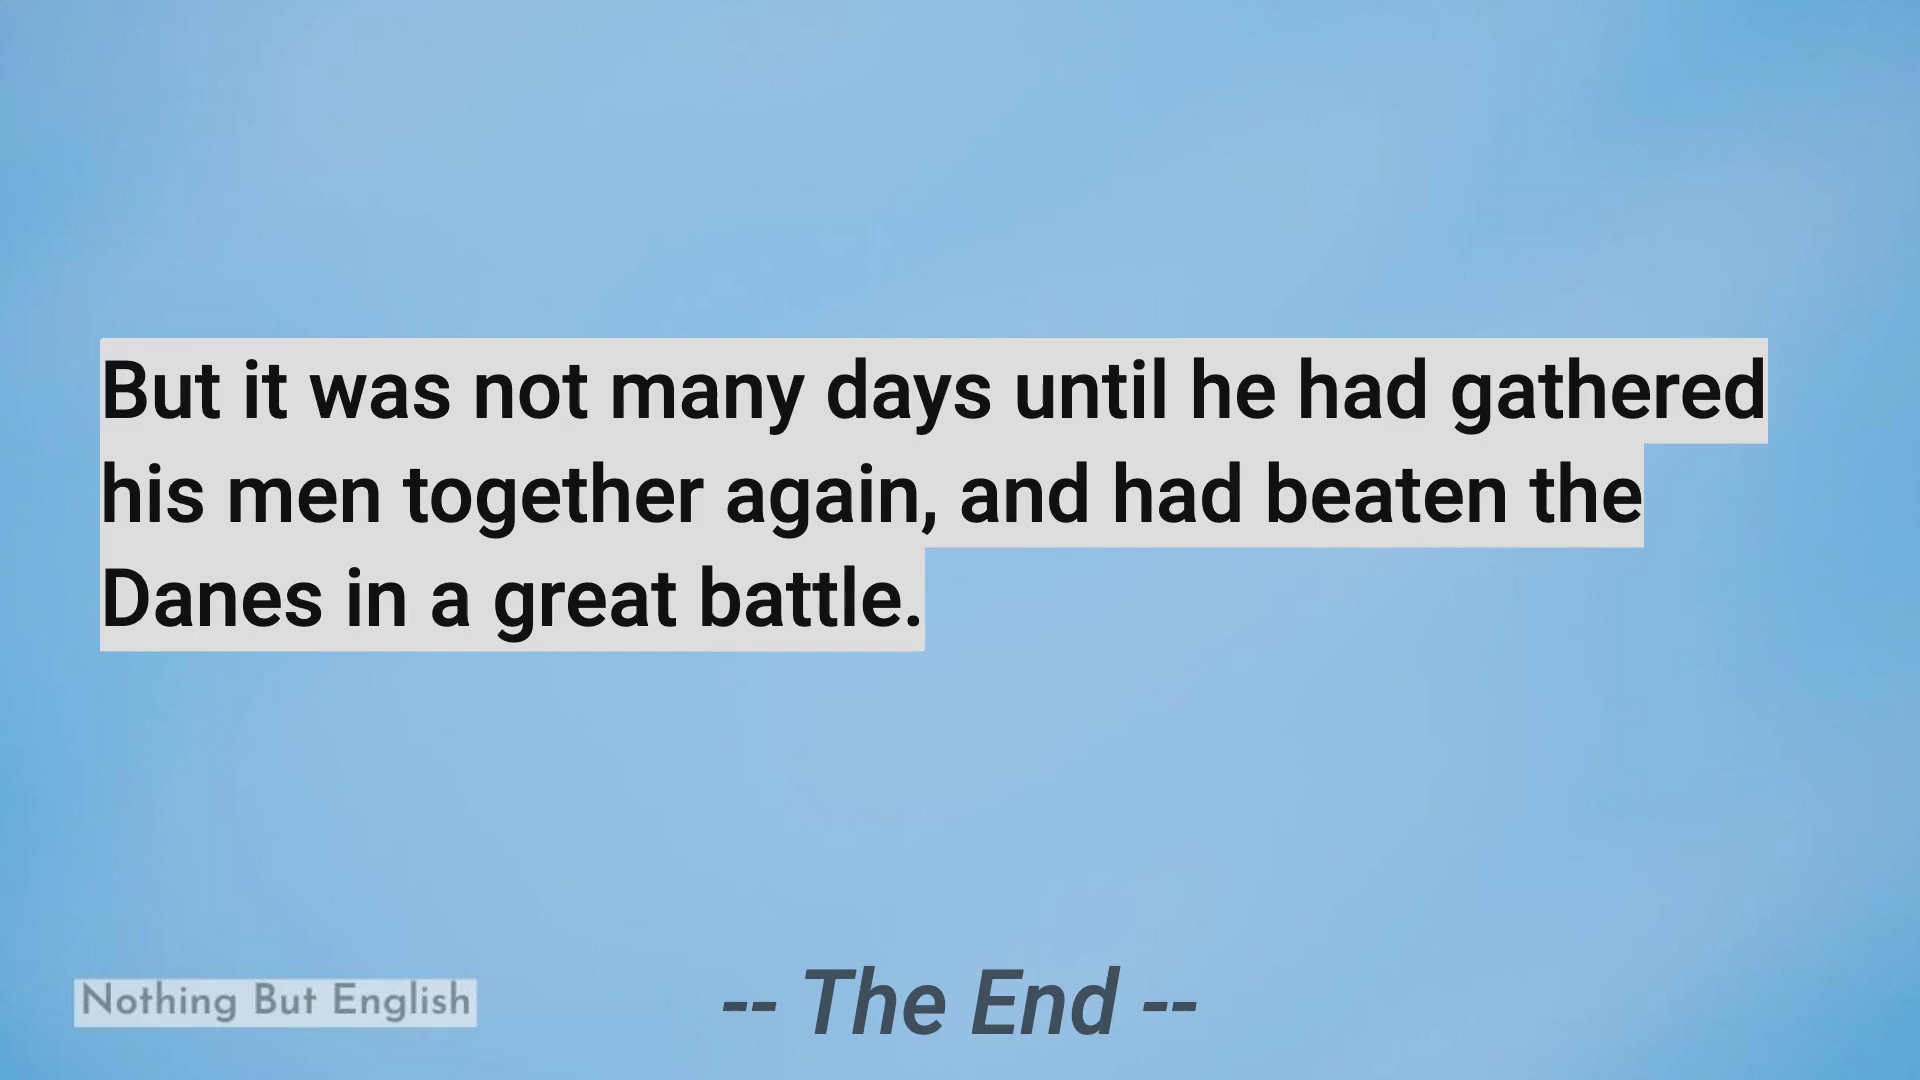 But it was not many days until he had gathered
his men together again, and had beaten the
Danes in a great battle.
Nothing But English
-- The End --